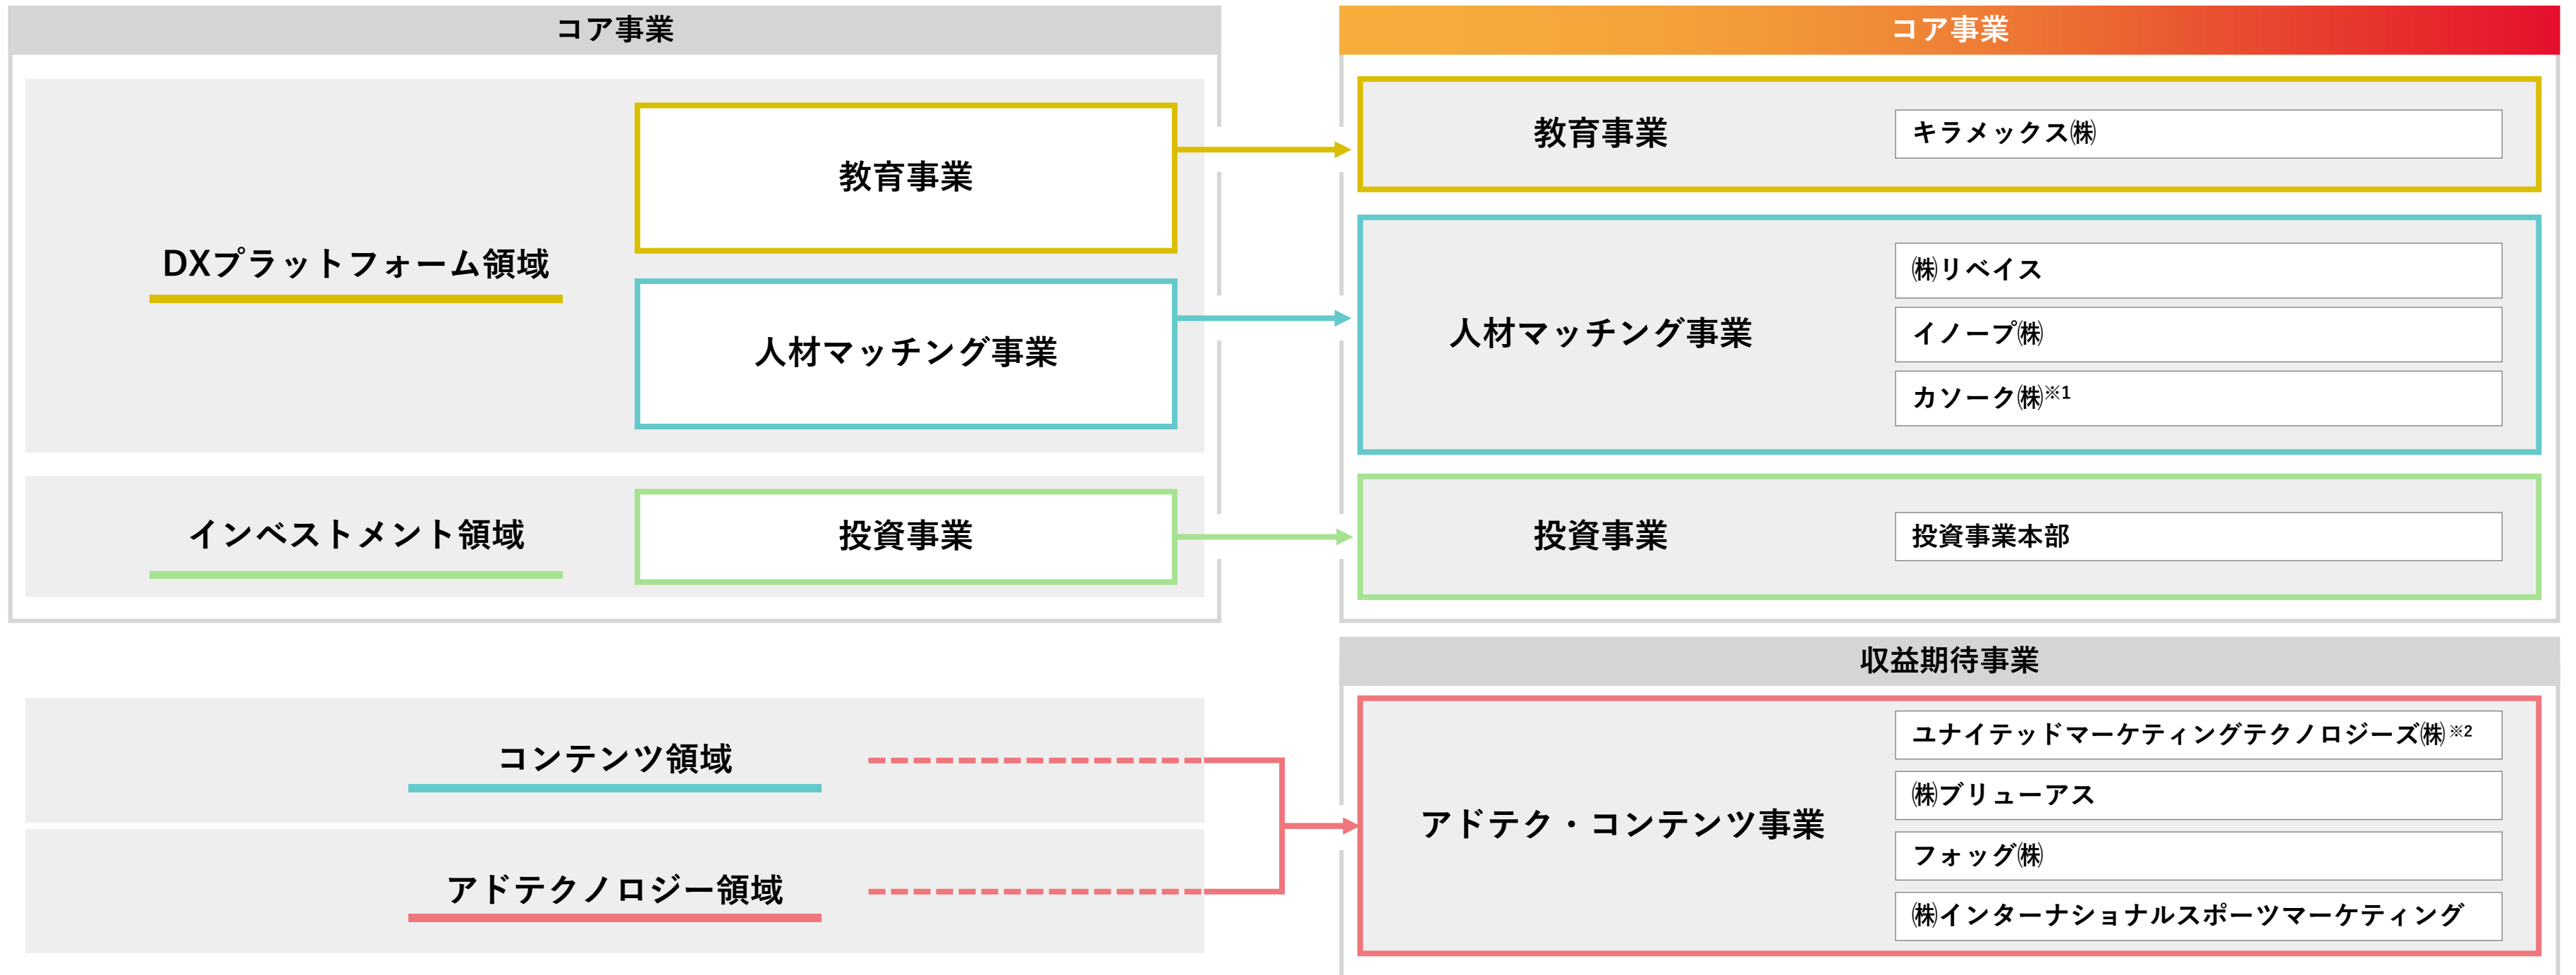 コア事業
DXプラットフォーム領域
教育事業
人材マッチング事業
インベストメント領域
投資事業
コンテンツ領域
アドテクノロジー領域
コア事業
教育事業
キラメックス㈱
人材マッチング事業
㈱リベイス
イノープ㈱
カソーク㈱※1
投資事業
投資事業本部
収益期待事業
アドテク・コンテンツ事業
ユナイテッドマーケティングテクノロジーズ㈱※2
㈱ブリューアス
フォッグ㈱
㈱インターナショナルスポーツマーケティング